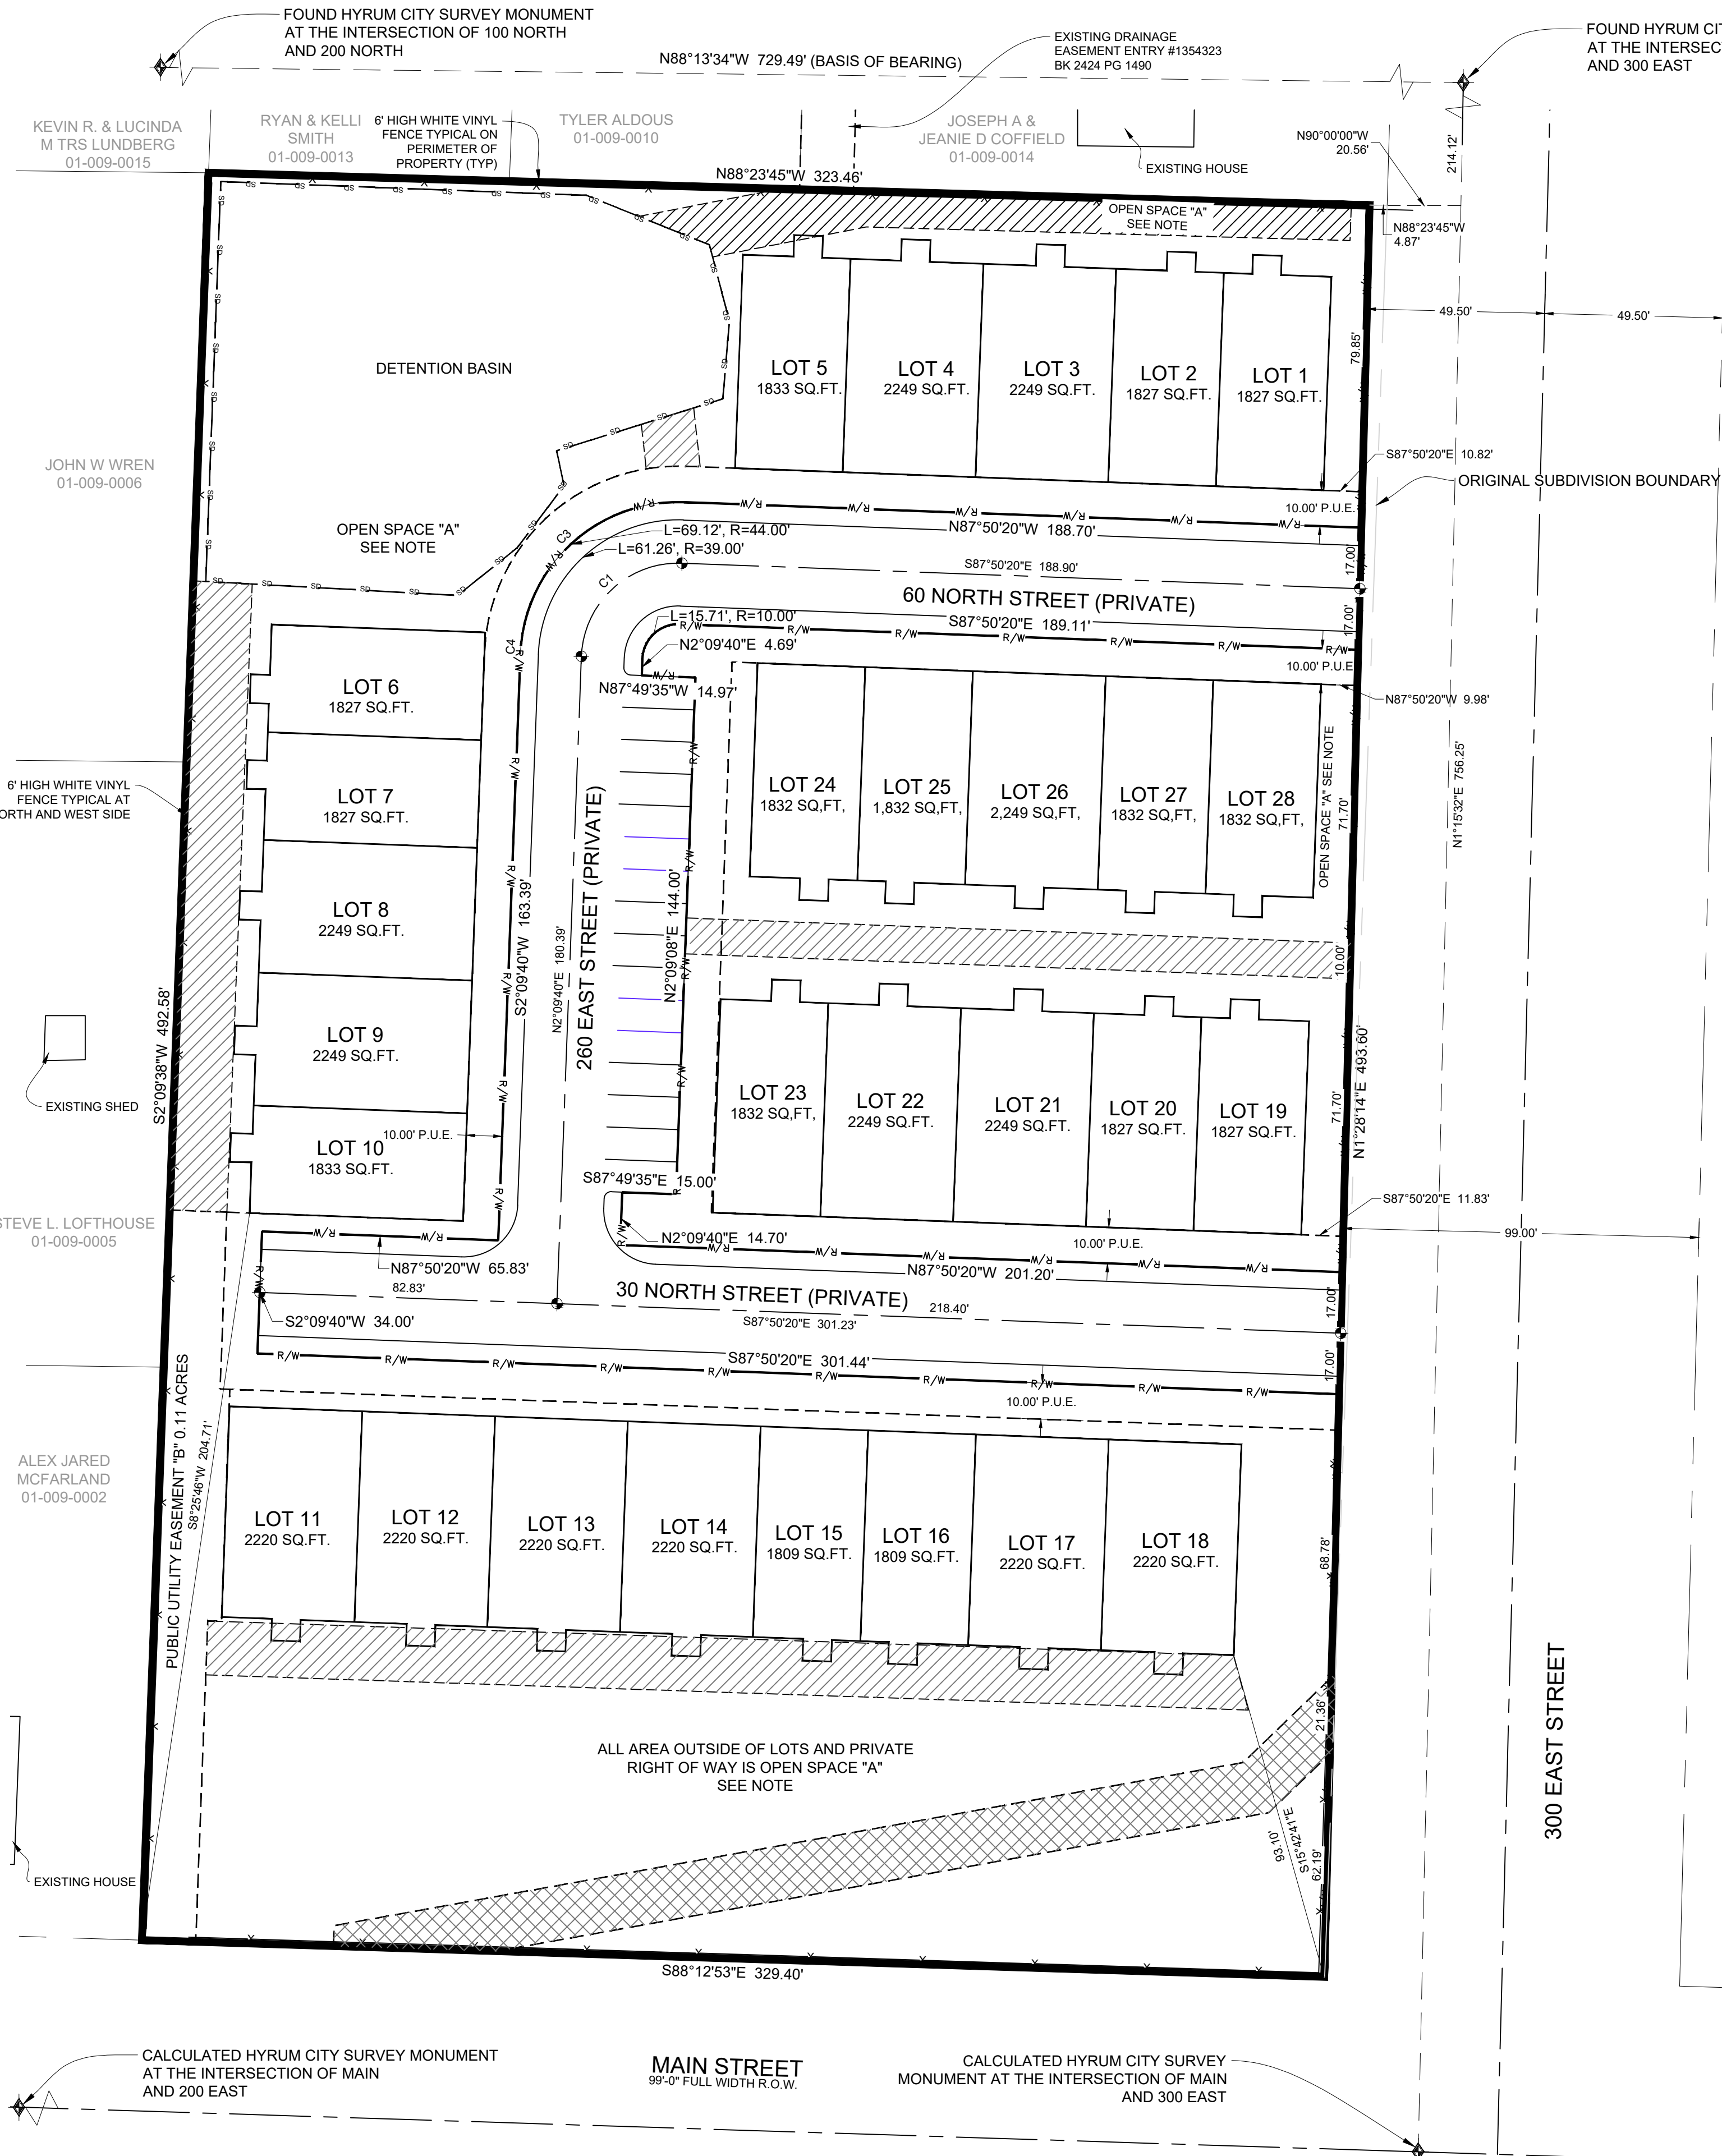 FOUND HYRUM CITY SURVEY MONUMENT
AT THE INTERSECTION OF 100 NORTH
AND 200 NORTH
N88°13'34"W 729.49' (BASIS OF BEARING)
EXISTING DRAINAGE
EASEMENT ENTRY #1354323
BK 2424 PG 1490
FOUND HYRUM CIT
AT THE INTERSEC
AND 300 EAST
KEVIN R. & LUCINDA
M TRS LUNDBERG
01-009-0015
RYAN & KELLI
SMITH
01-009-0013
6' HIGH WHITE VINYL
FENCE TYPICAL ON
PERIMETER OF
PROPERTY (TYP)
TYLER ALDOUS
01-009-0010
JOSEPH A &
JEANIE D COFFIELD
01-009-0014
EXISTING HOUSE
N90°00'00"W
20.56'
214.12'
N88°23'45"W 323.46'
OPEN SPACE "A"
SEE NOTE
N88°23'45"W
4.87'
49.50'
49.50'
79.85'
DETENTION BASIN
LOT 5
1833 SQ.FT.
LOT 4
2249 SQ.FT.
LOT 3
2249 SQ.FT.
LOT 2
1827 SQ.FT.
LOT 1
1827 SQ.FT.
JOHN W WREN
01-009-0006
S87°50'20"E 10.82'
ORIGINAL SUBDIVISION BOUNDARY
10.00' P.U.E.
OPEN SPACE "A"
SEE NOTE
C3
L=69.12', R=44.00'
L=61.26', R=39.00'
N87°50'20"W 188.70'
C1
S87°50'20"E 188.90'
17.00'
60 NORTH STREET (PRIVATE)
L=15.71', R=10.00'
S87°50'20"E 189.11'
17.00'
C4
N2°09'40"E 4.69'
10.00' P.U.E
N87°49'35"W 14.97'
N87°50'20"W 9.98'
LOT 6
1827 SQ.FT.
6' HIGH WHITE VINYL
FENCE TYPICAL AT
ORTH AND WEST SIDE
LOT 7
1827 SQ.FT.
LOT 24
1832 SQ,FT,
LOT 25
1,832 SQ,FT,
LOT 26
2,249 SQ,FT,
LOT 27
1832 SQ,FT,
LOT 28
1832 SQ,FT,
OPEN SPACE "A" SEE NOTE
71.70'
N1°15'32"E 756.25'
LOT 8
2249 SQ.FT.
S2°09'40"W 163.39'
N2°09'40"E 180.39'
260 EAST STREET (PRIVATE)
N2°09'08"E 144.00'
10.00'
S2°09'38"W 492.58'
LOT 9
2249 SQ.FT.
EXISTING SHED
LOT 23
1832 SQ,FT,
LOT 22
2249 SQ.FT.
LOT 21
2249 SQ.FT.
LOT 20
1827 SQ.FT.
LOT 19
1827 SQ.FT.
71.70'
N1°28'14"E 493.60'
LOT 10
1833 SQ.FT.
10.00' P.U.E.
S87°49'35"E 15.00'
S87°50'20"E 11.83'
STEVE L. LOFTHOUSE
01-009-0005
99.00'
N2°09'40"E 14.70'
10.00' P.U.E.
N87°50'20"W 65.83'
82.83'
N87°50'20"W 201.20'
30 NORTH STREET (PRIVATE)
218.40'
S87°50'20"E 301.23'
17.00'
S2°09'40"W 34.00'
S87°50'20"E 301.44'
17.00'
10.00' P.U.E.
PUBLIC UTILITY EASEMENT "B" 0.11 ACRES
S8°25'46"W 204.71'
ALEX JARED
MCFARLAND
01-009-0002
LOT 11
2220 SQ.FT.
LOT 12
2220 SQ.FT.
LOT 13
2220 SQ.FT.
LOT 14
2220 SQ.FT.
LOT 15
1809 SQ.FT.
LOT 16
1809 SQ.FT.
LOT 17
2220 SQ.FT.
LOT 18
2220 SQ.FT.
68.78'
300 EAST STREET
21.36'
ALL AREA OUTSIDE OF LOTS AND PRIVATE
RIGHT OF WAY IS OPEN SPACE "A"
SEE NOTE
93.10'
S15°42'41"E
62.19'
EXISTING HOUSE
S88°12'53"E 329.40'
CALCULATED HYRUM CITY SURVEY MONUMENT
AT THE INTERSECTION OF MAIN
AND 200 EAST
MAIN STREET
99'-0" FULL WIDTH R.O.W.
CALCULATED HYRUM CITY SURVEY
MONUMENT AT THE INTERSECTION OF MAIN
AND 300 EAST